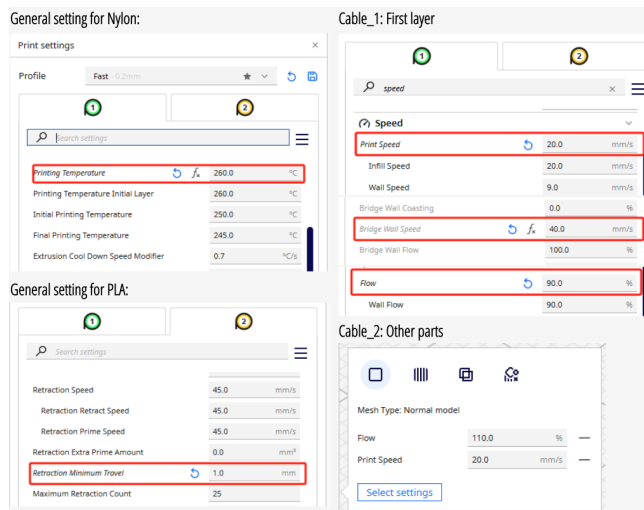 General setting for Nylon:
Print settings ×
Profile Fast - 0.2mm
1 2
Search settings
Printing Temperature 260.0 °C
Printing Temperature Initial Layer 260.0 °C
Initial Printing Temperature 250.0 °C
Final Printing Temperature 245.0 °C
Extrusion Cool Down Speed Modifier 0.7 °C/s
General setting for PLA:
1 2
Search settings
Retraction Speed 45.0 mm/s
Retraction Retract Speed 45.0 mm/s
Retraction Prime Speed 45.0 mm/s
Retraction Extra Prime Amount 0.0 mm³
Retraction Minimum Travel 1.0 mm
Maximum Retraction Count 25
Cable_1: First layer
1 2
speed ×
Speed
Print Speed 20.0 mm/s
Infill Speed 20.0 mm/s
Wall Speed 9.0 mm/s
Bridge Wall Coasting 0.0 %
Bridge Wall Speed 40.0 mm/s
Bridge Wall Flow 100.0 %
Flow 90.0 %
Wall Flow 90.0 %
Cable_2: Other parts
Mesh Type: Normal model
Flow 110.0 %
Print Speed 20.0 mm/s
Select settings